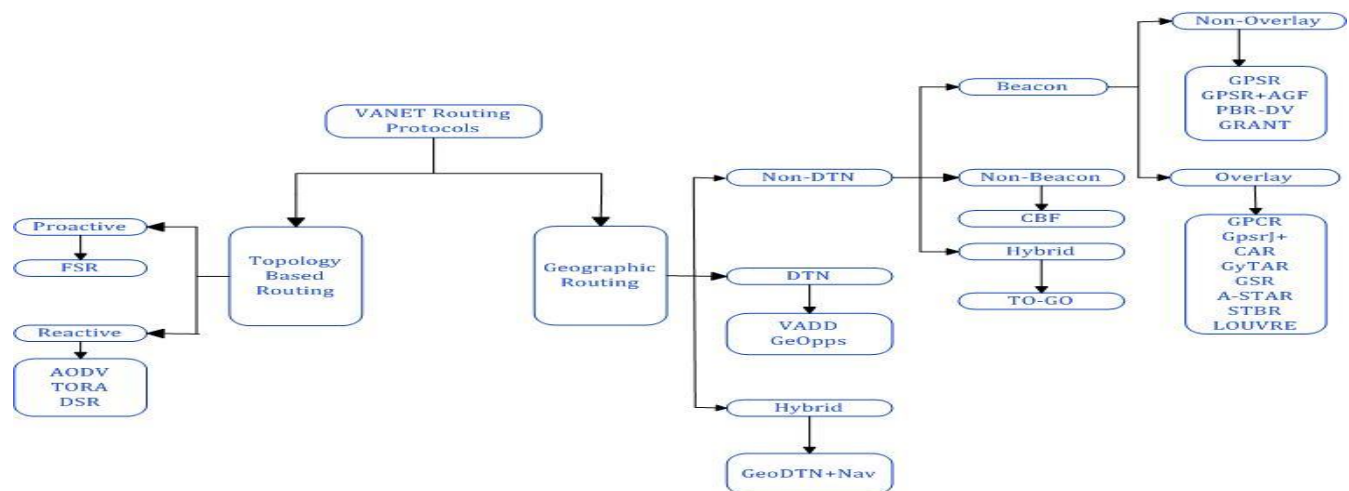 VANET Routing
Protocols
Topology
Based
Routing
Proactive
FSR
Reactive
AODV
TORA
DSR
Geographic
Routing
Non-DTN
Beacon
Non-Overlay
GPSR
GPSR+AGF
PBR-DV
GRANT
Overlay
GPCR
GpsrJ+
CAR
GyTAR
GSR
A-STAR
STBR
LOUVRE
Non-Beacon
CBF
Hybrid
TO-GO
DTN
VADD
GeOpps
Hybrid
GeoDTN+Nav